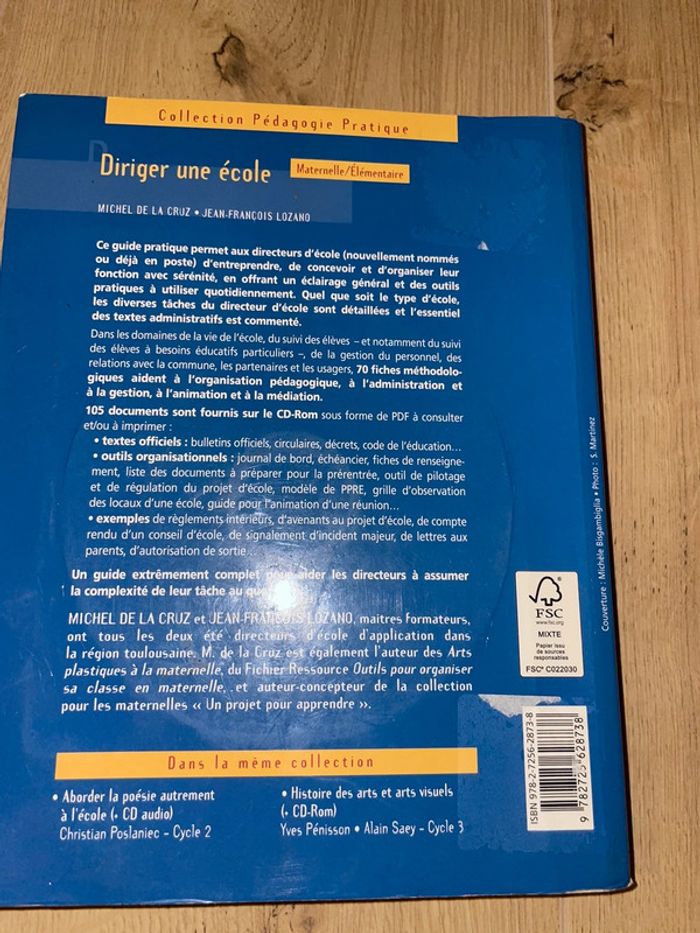 Collection Pédagogie Pratique
Diriger une école
Maternelle/Élémentaire
MICHEL DE LA CRUZ • JEAN-FRANÇOIS LOZANO
Ce guide pratique permet aux directeurs d'école (nouvellement nommés
ou déjà en poste) d'entreprendre, de concevoir et d'organiser leur
fonction avec sérénité, en offrant un éclairage général et des outils
pratiques à utiliser quotidiennement. Quel que soit le type d'école,
les diverses tâches du directeur d'école sont détaillées et l'essentiel
des textes administratifs est commenté.
Dans les domaines de la vie de l'école, du suivi des élèves – et notamment du suivi
des élèves à besoins éducatifs particuliers –, de la gestion du personnel, des
relations avec la commune, les partenaires et les usagers, 70 fiches méthodolo-
giques aident à l'organisation pédagogique, à l'administration et
à la gestion, à l'animation et à la médiation.
105 documents sont fournis sur le CD-Rom sous forme de PDF à consulter
et/ou à imprimer :
• textes officiels : bulletins officiels, circulaires, décrets, code de l'éducation...
• outils organisationnels : journal de bord, échéancier, fiches de renseigne-
ment, liste des documents à préparer pour la prérentrée, outil de pilotage
et de régulation du projet d'école, modèle de PPRE, grille d'observation
des locaux d'une école, guide pour l'animation d'une réunion...
• exemples de règlements intérieurs, d'avenants au projet d'école, de compte
rendu d'un conseil d'école, de signalement d'incident majeur, de lettres aux
parents, d'autorisation de sortie...
Un guide extrêmement complet pour aider les directeurs à assumer
la complexité de leur tâche au
MICHEL DE LA CRUZ et JEAN-FRANÇOIS LOZANO, maîtres formateurs,
ont tous les deux été directeurs d'école d'application dans
la région toulousaine. M. de la Cruz est également l'auteur des Arts
plastiques à la maternelle, du Fichier Ressource Outils pour organiser
sa classe en maternelle, et auteur-concepteur de la collection
pour les maternelles « Un projet pour apprendre ».
Dans la même collection
• Aborder la poésie autrement
à l'école (+ CD audio)
Christian Poslaniec – Cycle 2
• Histoire des arts et arts visuels
(+ CD-Rom)
Yves Pénisson • Alain Saey – Cycle 3
Couverture : Michèle Bisgambiglia • Photo : S. Martinez
FSC
www.fsc.org
MIXTE
Papier issu
de sources
responsables
FSC® C022030
ISBN 978-2-7256-2873-8
9 782725 628738